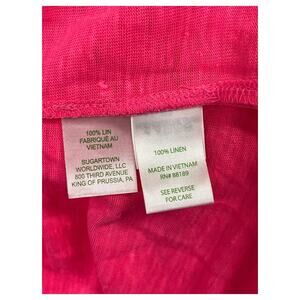 100% LIN
FABRIQUÉ AU
VIETNAM
SUGARTOWN
WORLDWIDE, LLC
800 THIRD AVENUE
KING OF PRUSSIA, PA
100% LINEN
MADE IN VIETNAM
RN# 88189
SEE REVERSE
FOR CARE